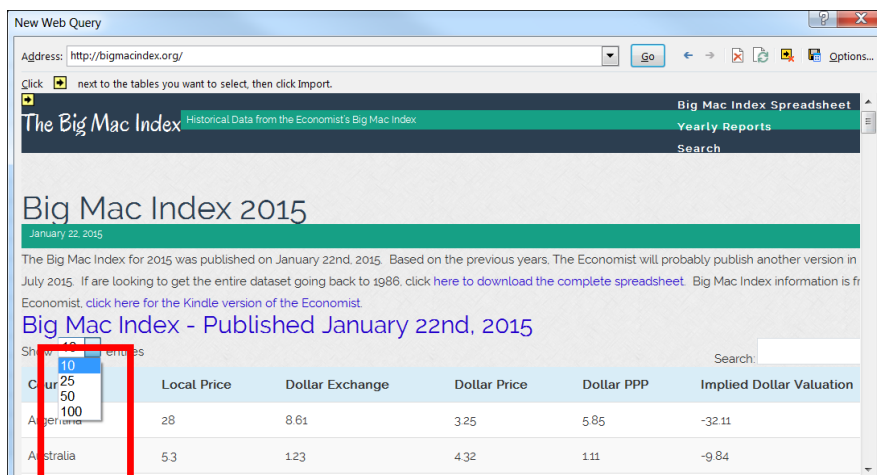 New Web Query
Address: http://bigmacindex.org/ Go Options...
Click next to the tables you want to select, then click Import.
Big Mac Index Spreadsheet
The Big Mac Index Historical Data from the Economist's Big Mac Index Yearly Reports
Search
Big Mac Index 2015
January 22, 2015
The Big Mac Index for 2015 was published on January 22nd, 2015. Based on the previous years, The Economist will probably publish another version in
July 2015. If are looking to get the entire dataset going back to 1986, click here to download the complete spreadsheet. Big Mac Index information is fr
Economist, click here for the Kindle version of the Economist.
Big Mac Index - Published January 22nd, 2015
Show 10 entries Search:
10
25
50
100
Local Price Dollar Exchange Dollar Price Dollar PPP Implied Dollar Valuation
Argentina 28 8.61 3.25 5.85 -32.11
Australia 5.3 1.23 4.32 1.11 -9.84